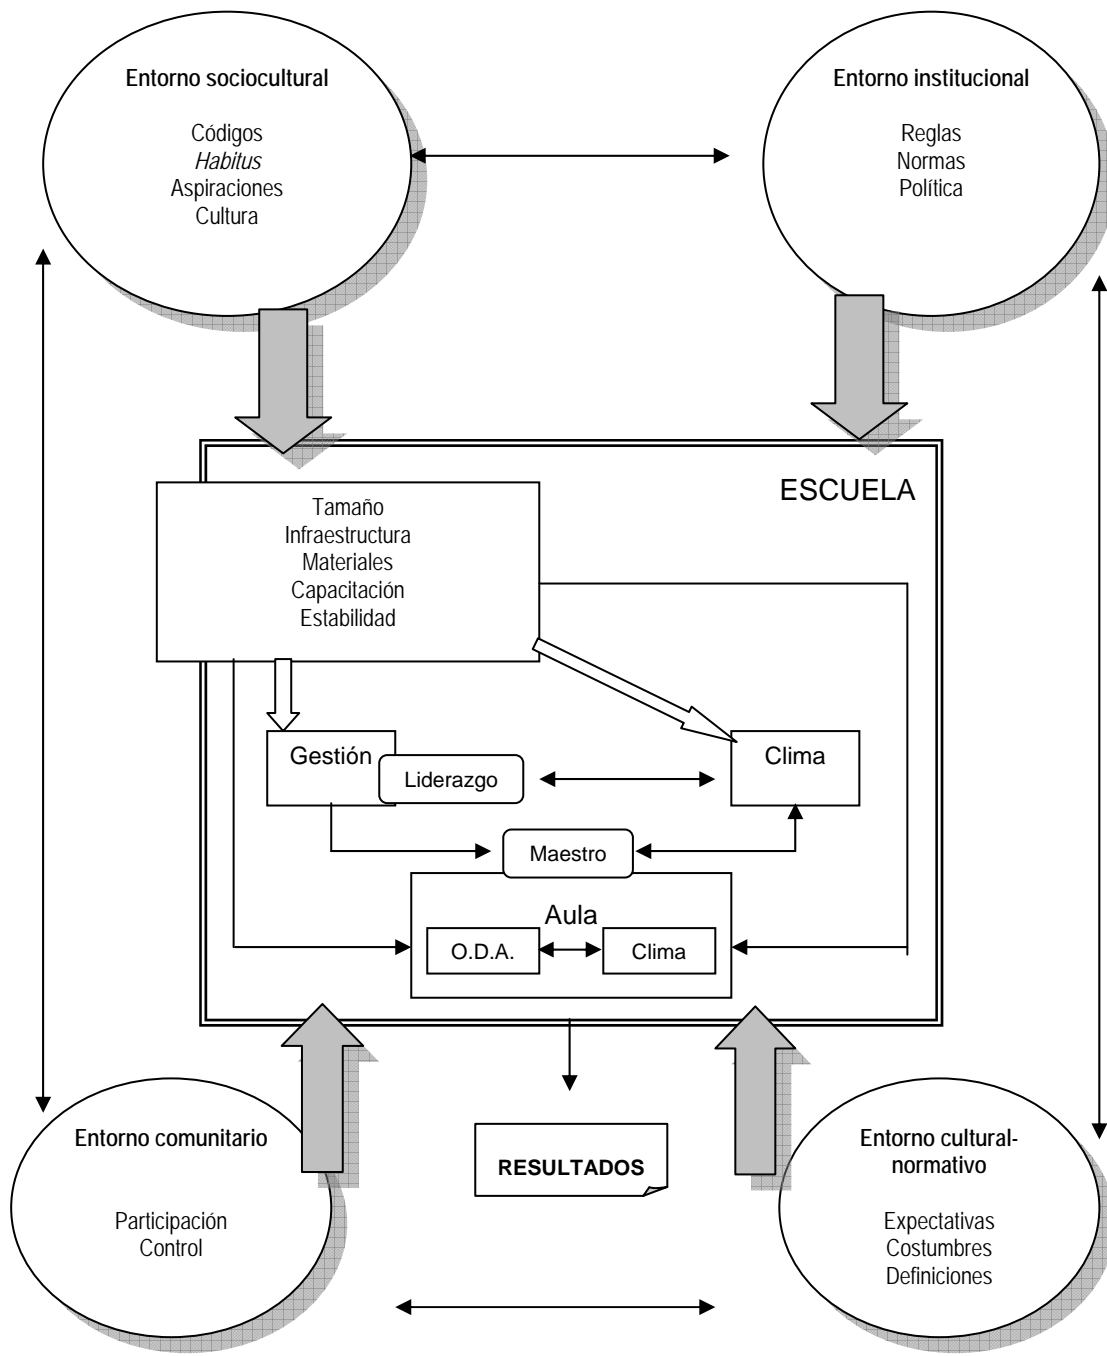 Entorno sociocultural
Códigos
Habitus
Aspiraciones
Cultura
Entorno institucional
Reglas
Normas
Política
ESCUELA
Tamaño
Infraestructura
Materiales
Capacitación
Estabilidad
Gestión
Liderazgo
Clima
Maestro
Aula
O.D.A.
Clima
Entorno comunitario
Participación
Control
RESULTADOS
Entorno cultural-
normativo
Expectativas
Costumbres
Definiciones